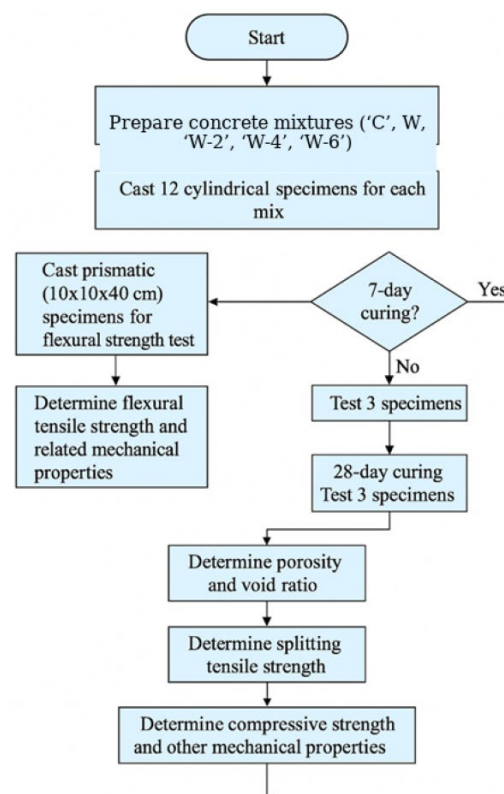 Start
Prepare concrete mixtures (‘C’, W,
‘W-2’, ‘W-4’, ‘W-6’)
Cast 12 cylindrical specimens for each
mix
Cast prismatic
(10x10x40 cm)
specimens for
flexural strength test
7-day
curing?
Yes
No
Determine flexural
tensile strength and
related mechanical
properties
Test 3 specimens
28-day curing
Test 3 specimens
Determine porosity
and void ratio
Determine splitting
tensile strength
Determine compressive strength
and other mechanical properties